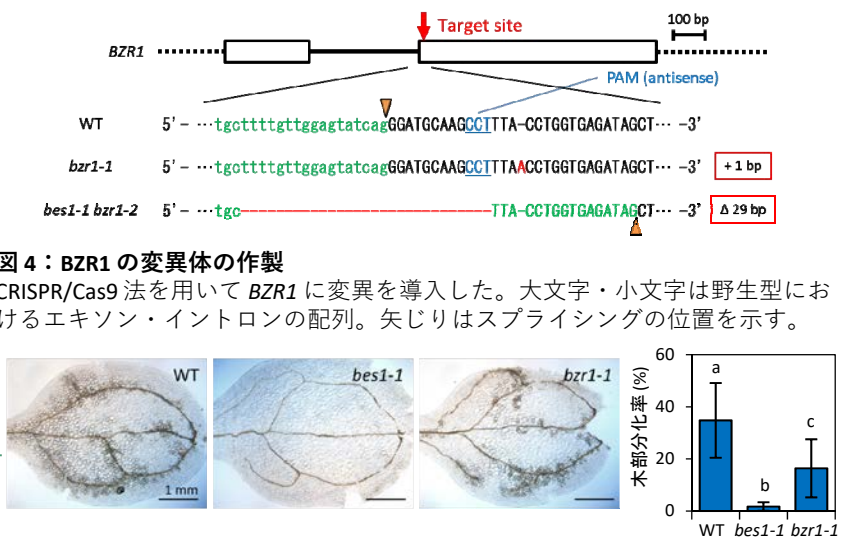 Target site
100 bp
BZR1
PAM (antisense)
WT 5’- …tgcttttgttggagtatcagGGATGCAAGCCTTTA-CCTGGTGAGATAGCT… -3’
bzr1-1 5’- …tgcttttgttggagtatcagGGATGCAAGCCTTTAACCTGGTGAGATAGCT… -3’ +1 bp
bes1-1 bzr1-2 5’- …tgc-----------------------------TTA-CCTGGTGAGATAGCT… -3’ Δ 29 bp
図 4：BZR1 の変異体の作製
CRISPR/Cas9 法を用いて BZR1 に変異を導入した。大文字・小文字は野生型にお
けるエキソン・イントロンの配列。矢じりはスプライシングの位置を示す。
WT
1 mm
bes1-1
bzr1-1
木部分化率 (%)
60
40
20
0
a
b
c
WT bes1-1 bzr1-1